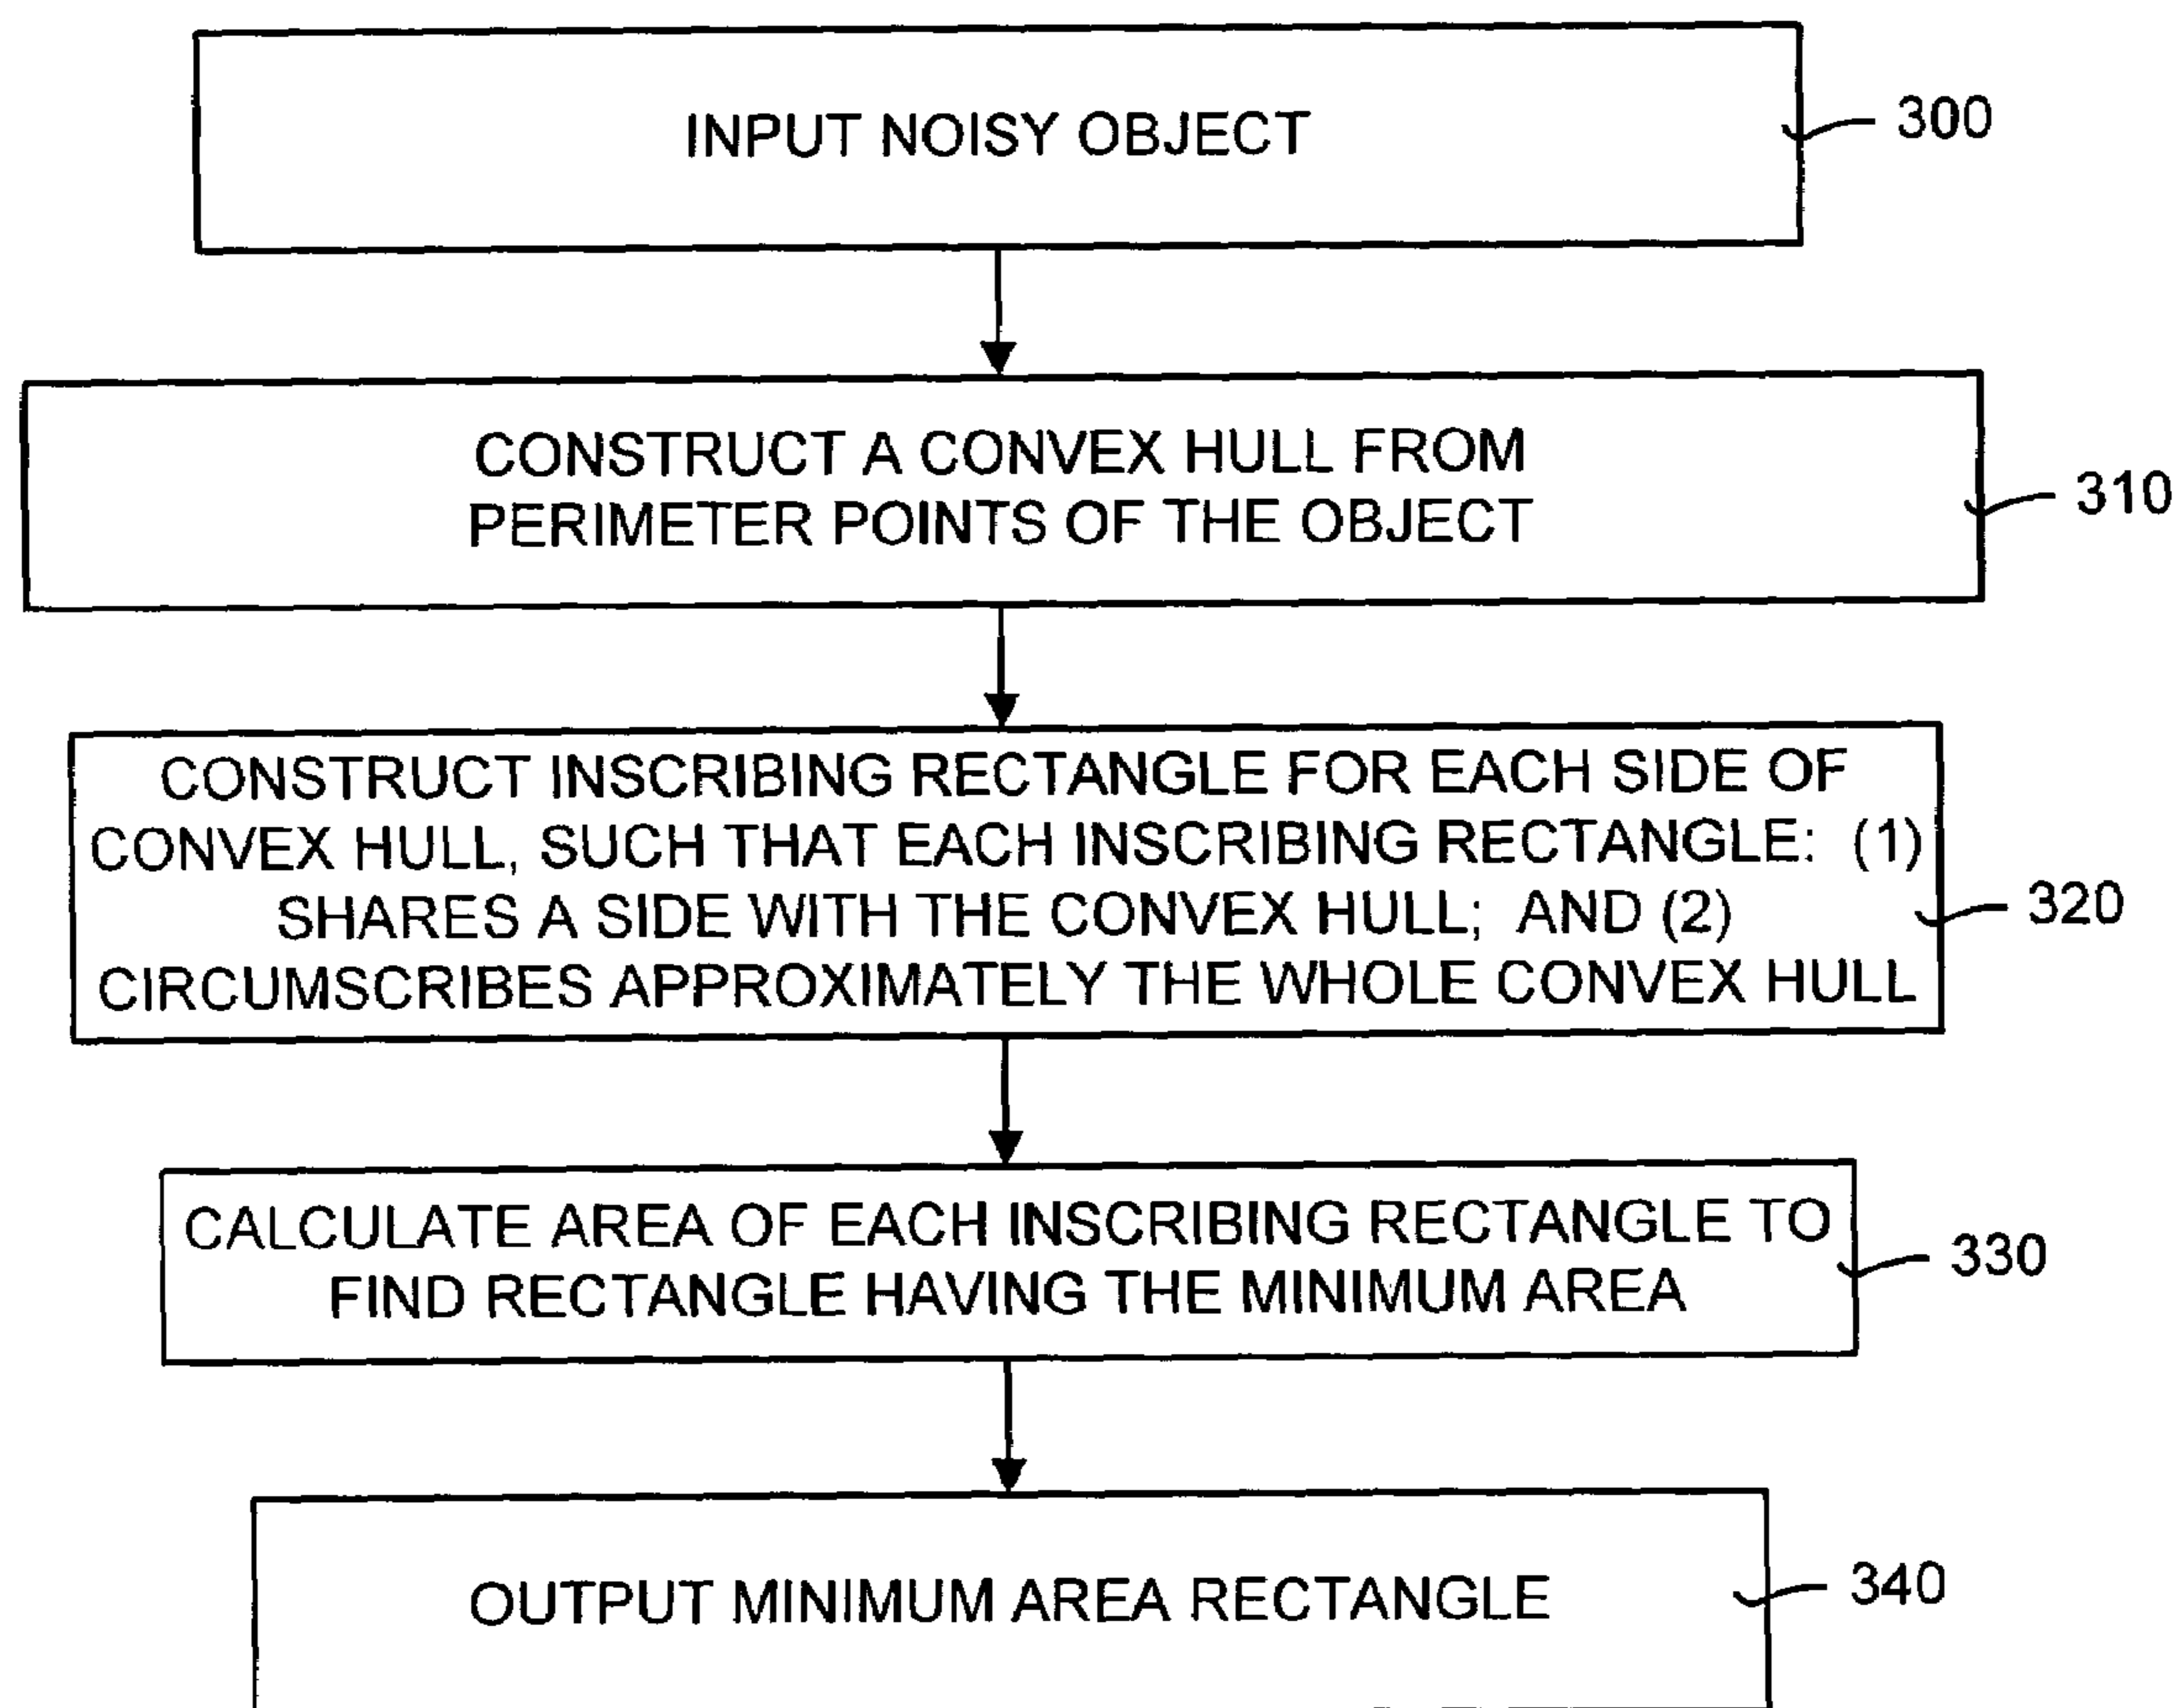 INPUT NOISY OBJECT
300
CONSTRUCT A CONVEX HULL FROM
PERIMETER POINTS OF THE OBJECT
310
CONSTRUCT INSCRIBING RECTANGLE FOR EACH SIDE OF
CONVEX HULL, SUCH THAT EACH INSCRIBING RECTANGLE: (1)
SHARES A SIDE WITH THE CONVEX HULL; AND (2)
CIRCUMSCRIBES APPROXIMATELY THE WHOLE CONVEX HULL
320
CALCULATE AREA OF EACH INSCRIBING RECTANGLE TO
FIND RECTANGLE HAVING THE MINIMUM AREA
330
OUTPUT MINIMUM AREA RECTANGLE
340